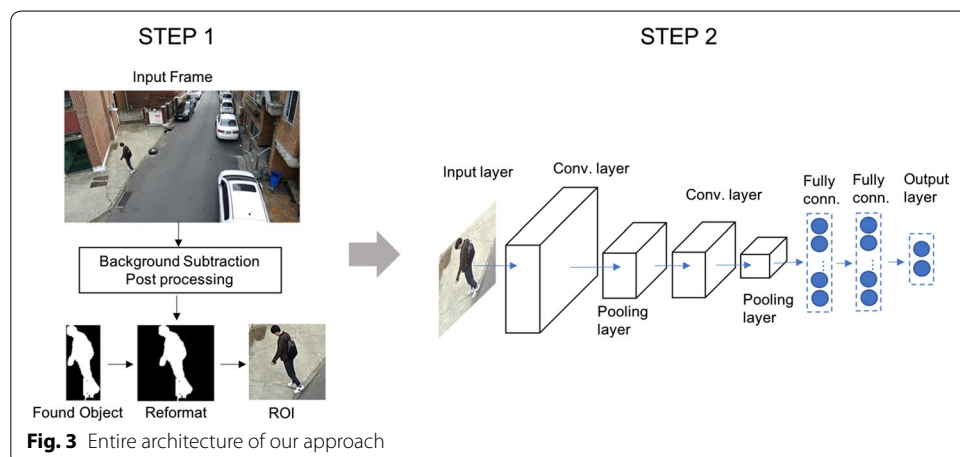 STEP 1
Input Frame
Background Subtraction
Post processing
Found Object
Reformat
ROI
STEP 2
Input layer
Conv. layer
Pooling
layer
Conv. layer
Pooling
layer
Fully
conn.
Fully
conn.
Output
layer
Fig. 3 Entire architecture of our approach